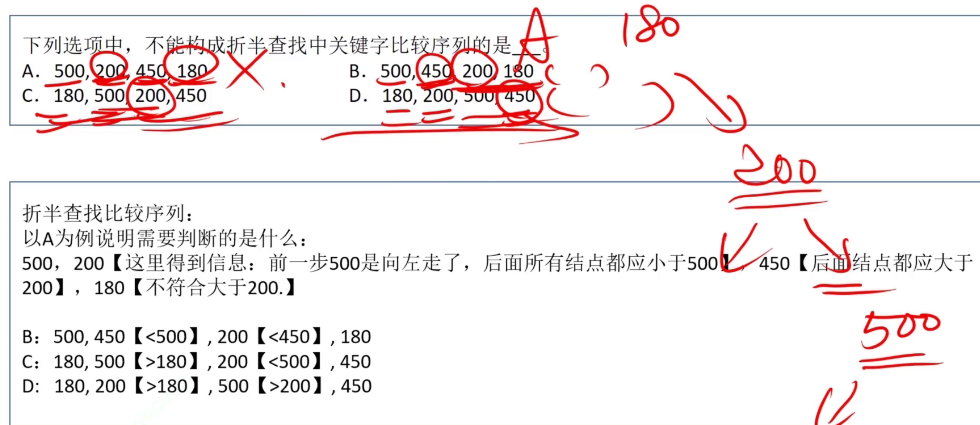 下列选项中，不能构成折半查找中关键字比较序列的是___。 A 180
A．500, 200, 450, 180 B．500, 450, 200, 180
C．180, 500, 200, 450 D．180, 200, 500, 450
200
折半查找比较序列：
以A为例说明需要判断的是什么：
500，200【这里得到信息：前一步500是向左走了，后面所有结点都应小于500】，450【后面结点都应大于
200】，180【不符合大于200.】
500
B：500, 450【<500】, 200【<450】, 180
C：180, 500【>180】, 200【<500】, 450
D：180, 200【>180】, 500【>200】, 450